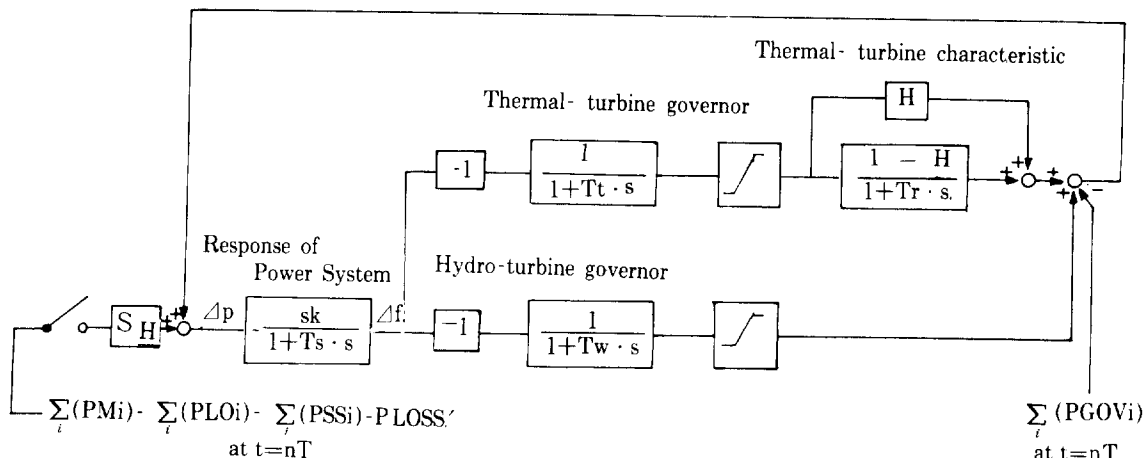 Thermal- turbine characteristic
H
Thermal- turbine governor
-1
1
1+Tt · s
1 - H
1+Tr · s.
+
+
+
+
+
-
+
Response of
Power System
Hydro-turbine governor
S H
+
+
Δp
sk
1+Ts · s
Δf
-1
1
1+Tw · s
∑i(PMi)- ∑i(PLOi)- ∑i(PSSi)-PLOSS′
at t=nT
∑i(PGOVi)
at t=nT